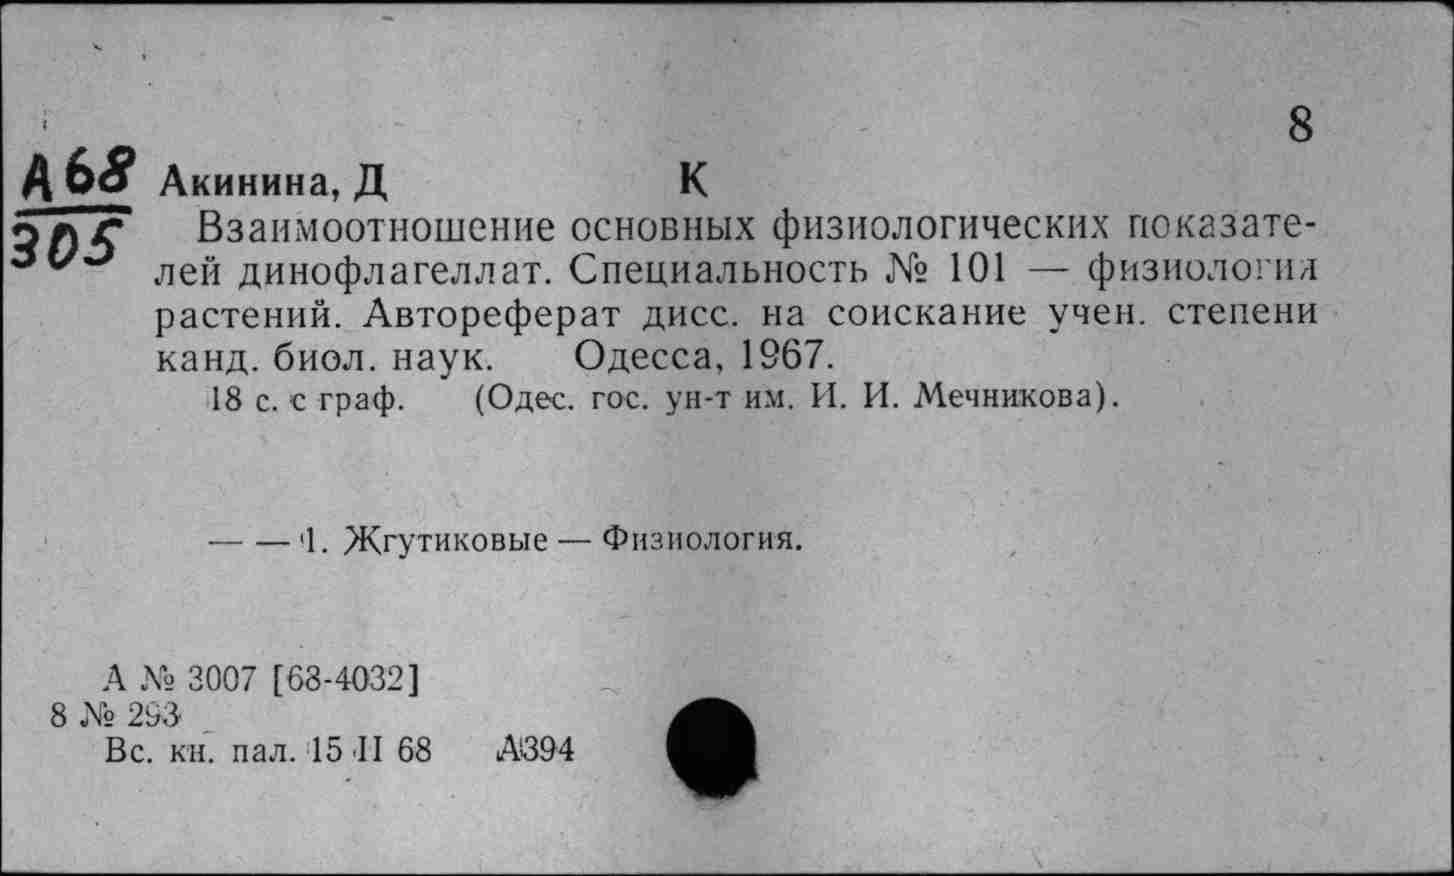 8
А68 Акинина, Д К
305 Взаимоотношение основных физиологических показате-
лей динофлагеллат. Специальность № 101 — физиология
растений. Автореферат дисс. на соискание учен. степени
канд. биол. наук. Одесса, 1967.
18 с. с граф. (Одес. гос. ун-т им. И. И. Мечникова).
— — 1. Жгутиковые — Физиология.
А № 3007 [68-4032]
8 № 293
Вс. кн. пал. 15 II 68 А394